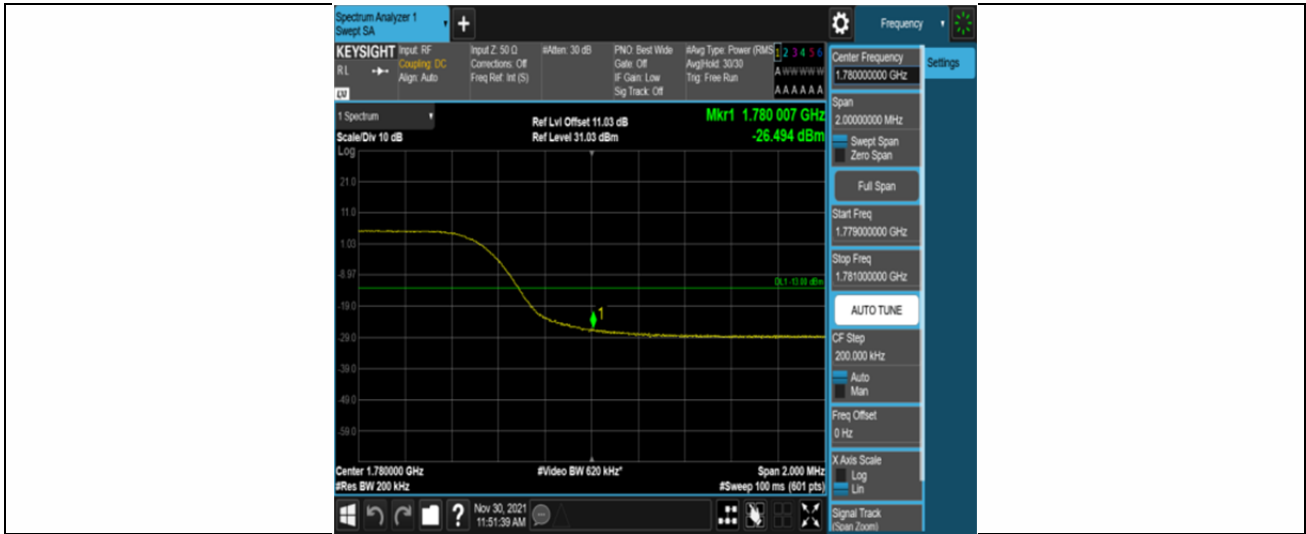 Spectrum Analyzer 1
Swept SA
Frequency
KEYSIGHT
Input: RF
Input Z: 50 Ω
#Atten: 30 dB
PNO: Best Wide
#Avg Type: Power (RMS
1 2 3 4 5 6
R L
Coupling: DC
Corrections: Off
Gate: Off
Avg|Hold: 30/30
Align: Auto
Freq Ref: Int (S)
IF Gain: Low
Trig: Free Run
A W W W W W
Sig Track: Off
A A A A A A
Center Frequency
1.780000000 GHz
Settings
Span
2.00000000 MHz
Swept Span
Zero Span
Full Span
Start Freq
1.779000000 GHz
Stop Freq
1.781000000 GHz
AUTO TUNE
CF Step
200.000 kHz
Auto
Man
Freq Offset
0 Hz
X Axis Scale
Log
Lin
Signal Track
(Span Zoom)
1 Spectrum
Ref Lvl Offset 11.03 dB
Mkr1 1.780 007 GHz
Scale/Div 10 dB
Ref Level 31.03 dBm
-26.494 dBm
Log
21.0
11.0
1.03
-8.97
DL1 -13.00 dBm
-19.0
1
-29.0
-39.0
-49.0
-59.0
Center 1.780000 GHz
#Video BW 620 kHz*
Span 2.000 MHz
#Res BW 200 kHz
#Sweep 100 ms (601 pts)
Nov 30, 2021
11:51:39 AM